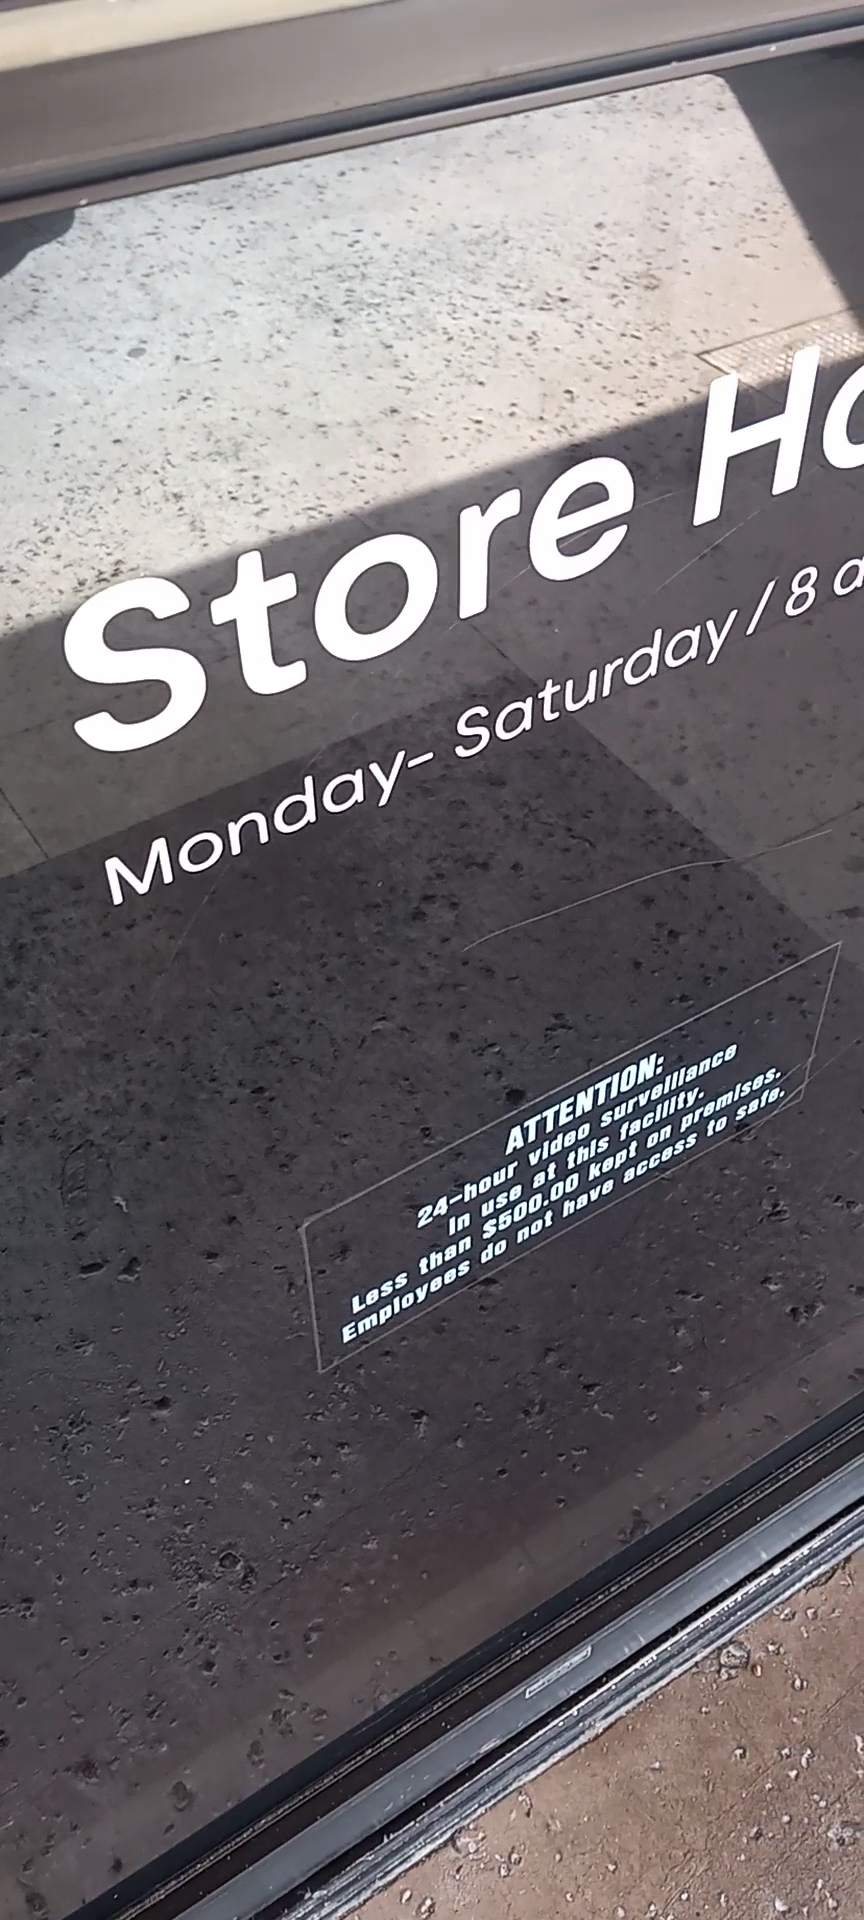 Store Ho
Monday- Saturday / 8 a
ATTENTION:
24-hour video surveillance
In use at this facility.
Less than $500.00 kept on premises.
Employees do not have access to safe.